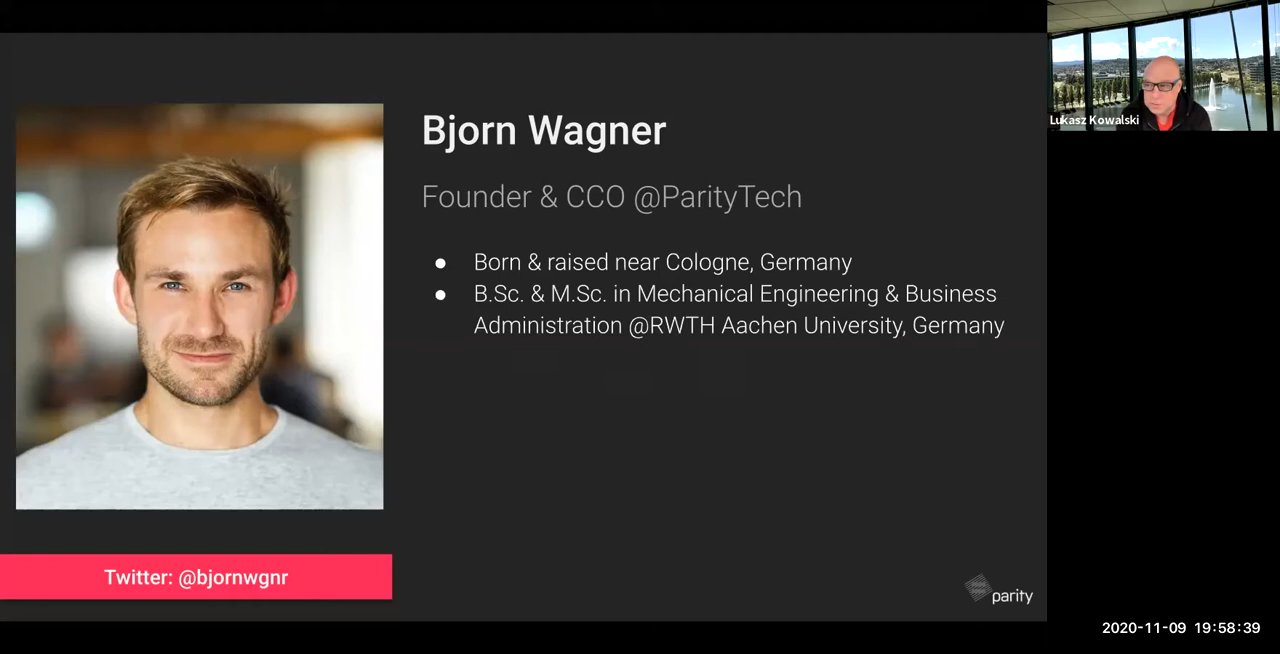 Bjorn Wagner
Founder & CCO @ParityTech
● Born & raised near Cologne, Germany
● B.Sc. & M.Sc. in Mechanical Engineering & Business
Administration @RWTH Aachen University, Germany
Twitter: @bjornwgnr
parity
Lukasz Kowalski
2020-11-09 19:58:39